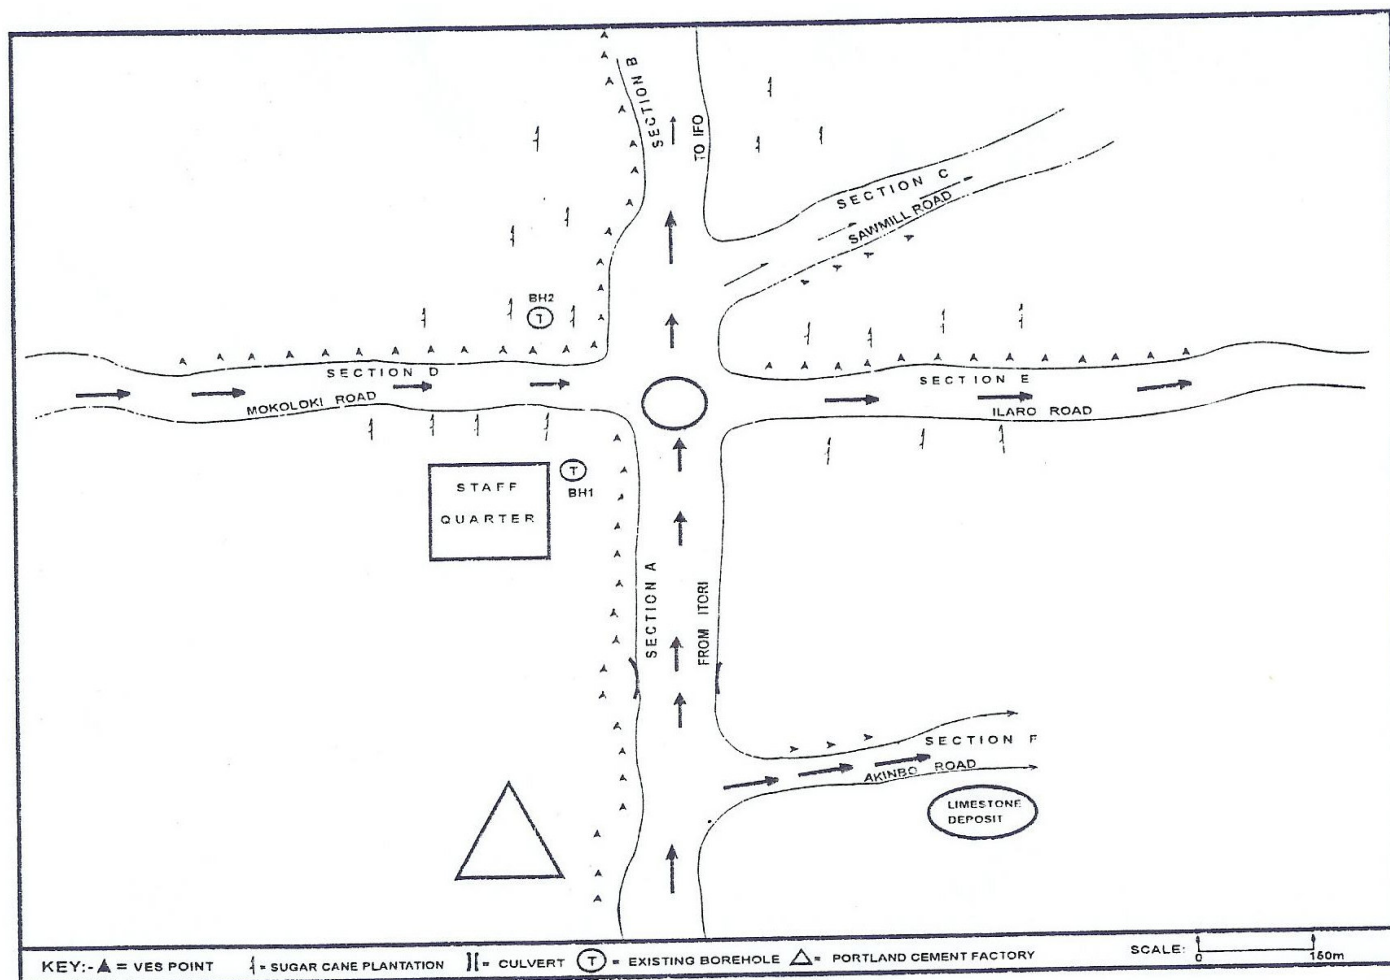 SECTION B
TO IFO
SECTION C
SAWMILL ROAD
BH2
T
SECTION D
MOKOLOKI ROAD
SECTION E
ILARO ROAD
T
BH1
STAFF
QUARTER
SECTION A
FROM ITORI
SECTION F
AKINBO ROAD
LIMESTONE
DEPOSIT
KEY:- = VES POINT = SUGAR CANE PLANTATION = CULVERT T = EXISTING BOREHOLE = PORTLAND CEMENT FACTORY SCALE: 0 150m